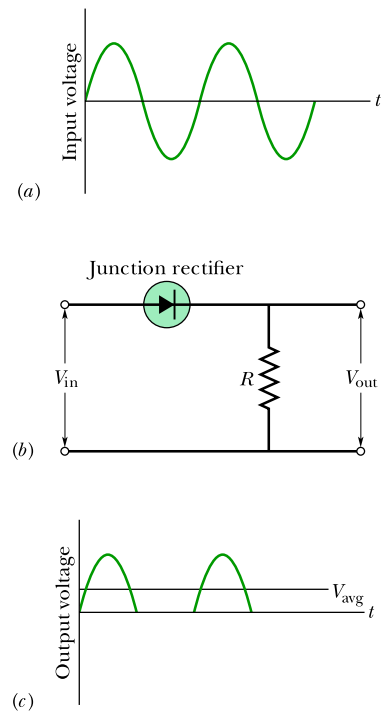 Input voltage
t
(a)
Junction rectifier
V_in
R
V_out
(b)
Output voltage
V_avg
t
(c)